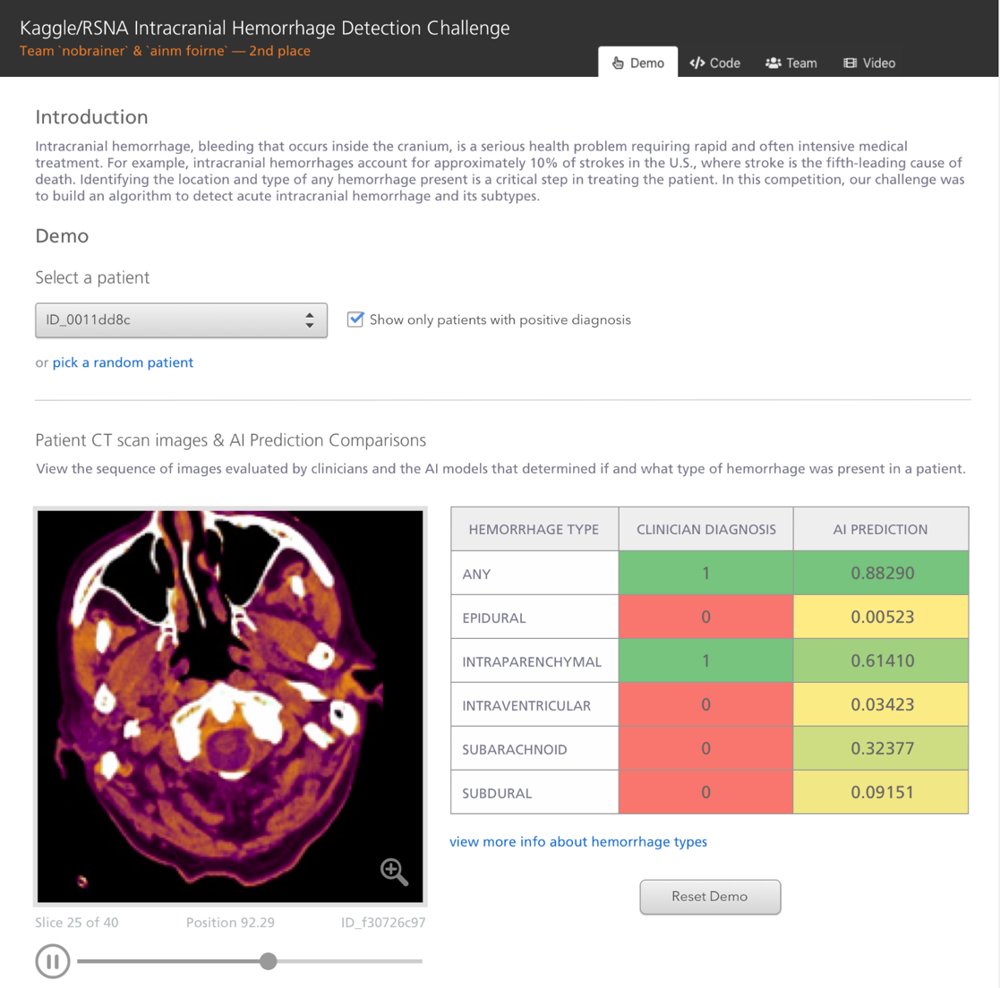 Kaggle/RSNA Intracranial Hemorrhage Detection Challenge
Team `nobrainer` & `ainm foirne` — 2nd place
Demo
Code
Team
Video
Introduction
Intracranial hemorrhage, bleeding that occurs inside the cranium, is a serious health problem requiring rapid and often intensive medical
treatment. For example, intracranial hemorrhages account for approximately 10% of strokes in the U.S., where stroke is the fifth-leading cause of
death. Identifying the location and type of any hemorrhage present is a critical step in treating the patient. In this competition, our challenge was
to build an algorithm to detect acute intracranial hemorrhage and its subtypes.
Demo
Select a patient
ID_0011dd8c
Show only patients with positive diagnosis
or pick a random patient
Patient CT scan images & AI Prediction Comparisons
View the sequence of images evaluated by clinicians and the AI models that determined if and what type of hemorrhage was present in a patient.
HEMORRHAGE TYPE CLINICIAN DIAGNOSIS AI PREDICTION
ANY 1 0.88290
EPIDURAL 0 0.00523
INTRAPARENCHYMAL 1 0.61410
INTRAVENTRICULAR 0 0.03423
SUBARACHNOID 0 0.32377
SUBDURAL 0 0.09151
view more info about hemorrhage types
Reset Demo
Slice 25 of 40 Position 92.29 ID_f30726c97